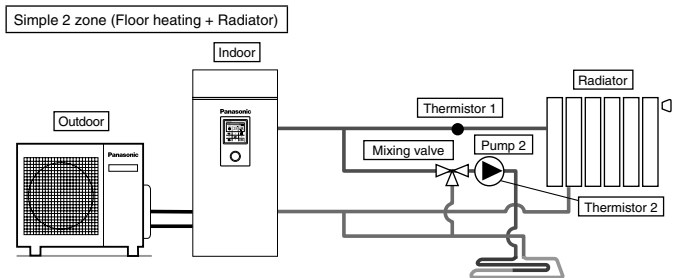 Simple 2 zone (Floor heating + Radiator)
Indoor
Radiator
Panasonic
Thermistor 1
Outdoor
Mixing valve
Pump 2
Panasonic
Thermistor 2